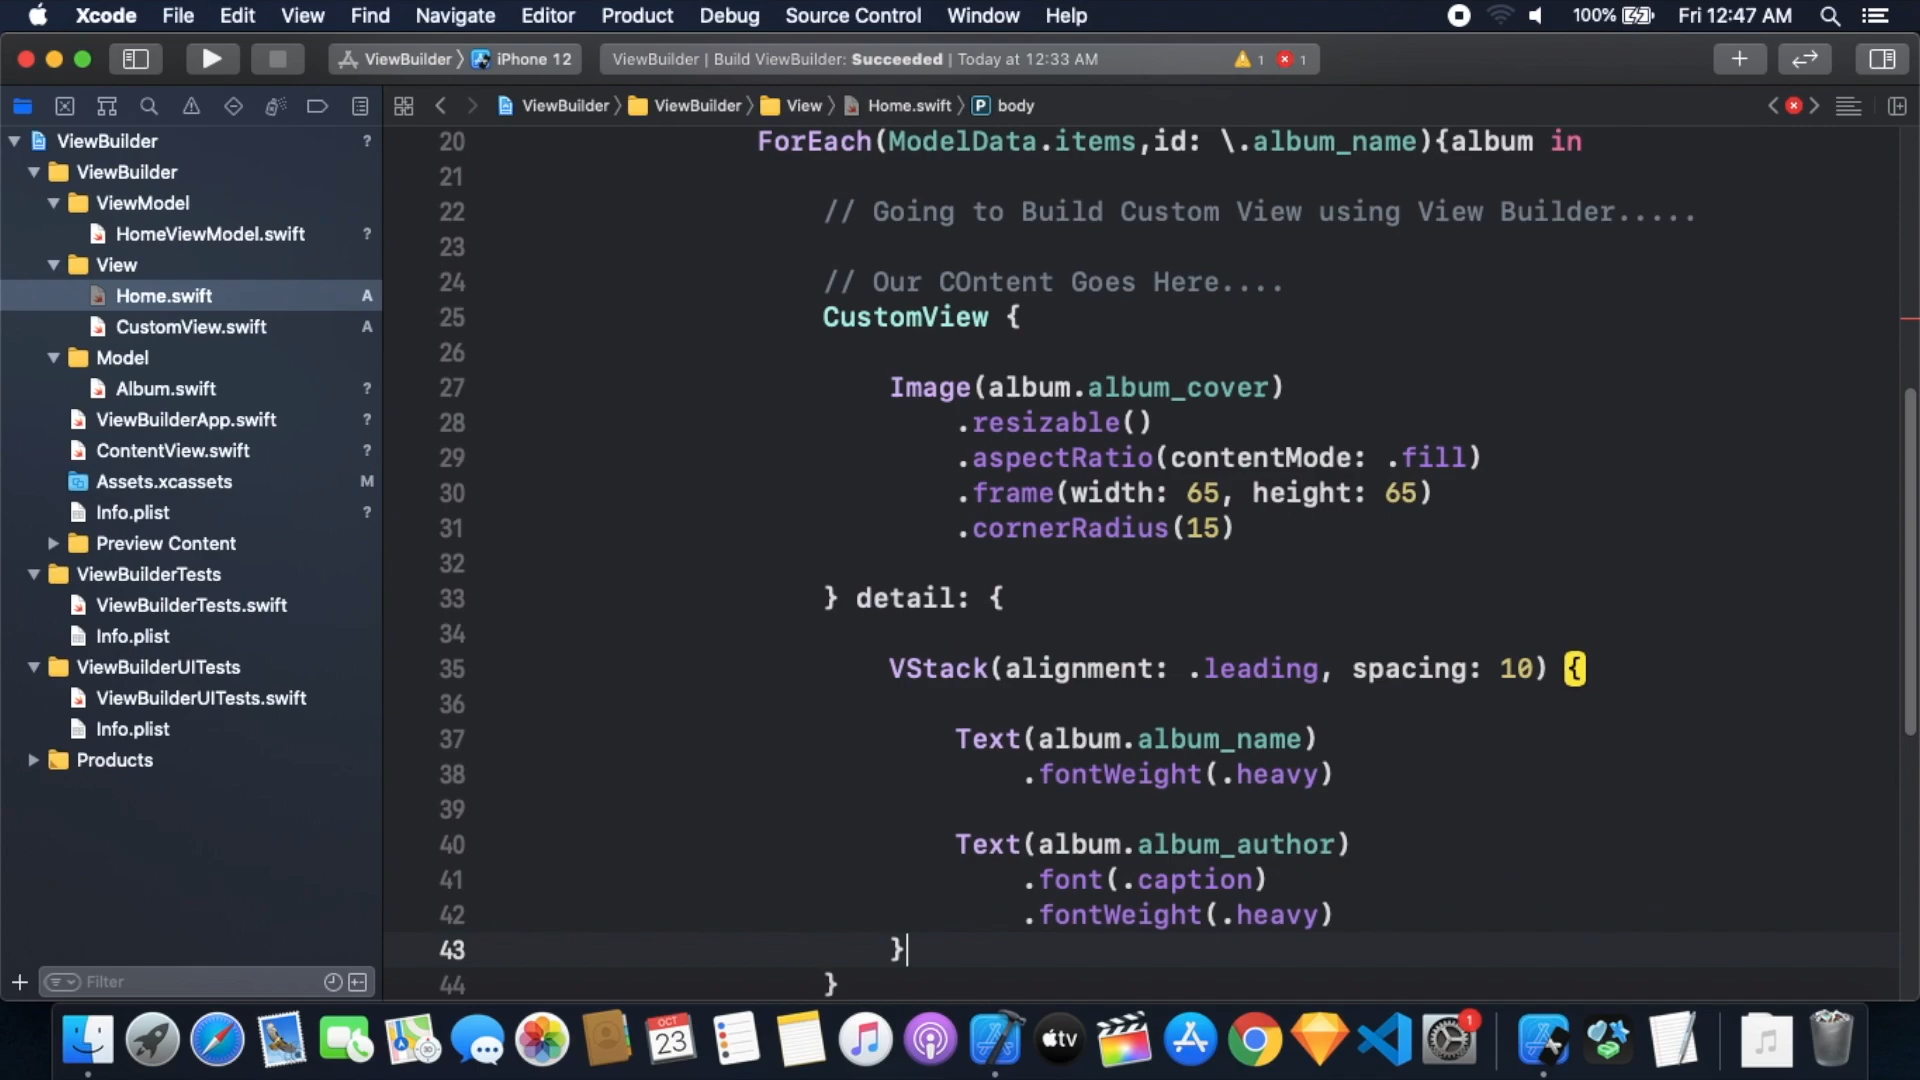 Xcode File Edit View Find Navigate Editor Product Debug Source Control Window Help 100% Fri 12:47 AM
ViewBuilder iPhone 12 ViewBuilder | Build ViewBuilder: Succeeded | Today at 12:33 AM 1 1
ViewBuilder ViewBuilder View Home.swift P body
ViewBuilder ?
ViewBuilder
ViewModel
HomeViewModel.swift ?
View
Home.swift A
CustomView.swift A
Model
Album.swift ?
ViewBuilderApp.swift ?
ContentView.swift ?
Assets.xcassets M
Info.plist ?
Preview Content
ViewBuilderTests
ViewBuilderTests.swift
Info.plist
ViewBuilderUITests
ViewBuilderUITests.swift
Info.plist
Products
Filter
20 ForEach(ModelData.items,id: \.album_name){album in
21
22 // Going to Build Custom View using View Builder.....
23
24 // Our COntent Goes Here....
25 CustomView {
26
27 Image(album.album_cover)
28 .resizable()
29 .aspectRatio(contentMode: .fill)
30 .frame(width: 65, height: 65)
31 .cornerRadius(15)
32
33 } detail: {
34
35 VStack(alignment: .leading, spacing: 10) {
36
37 Text(album.album_name)
38 .fontWeight(.heavy)
39
40 Text(album.album_author)
41 .font(.caption)
42 .fontWeight(.heavy)
43 }
44 }
OCT
23
tv
1